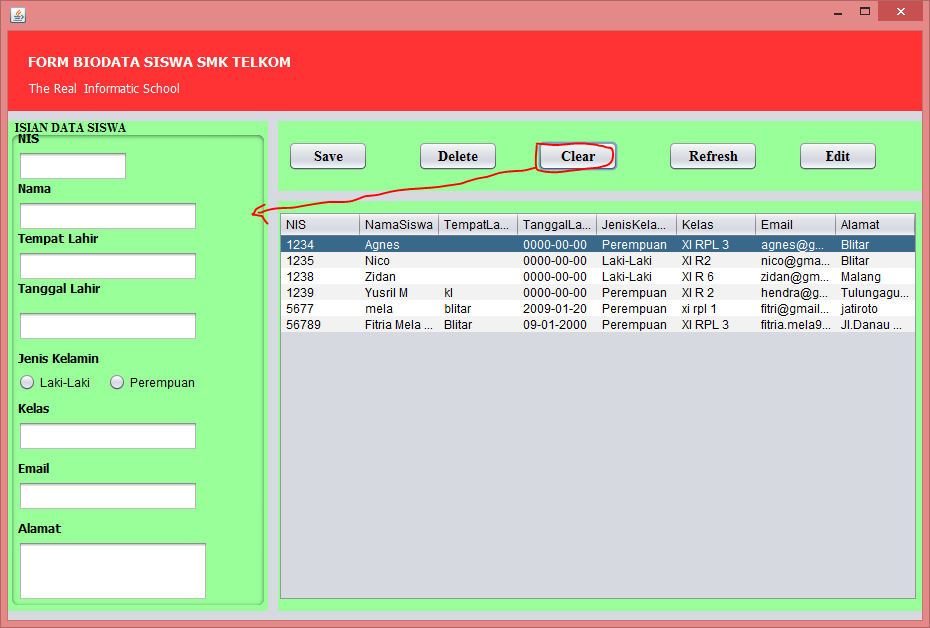 FORM BIODATA SISWA SMK TELKOM
The Real Informatic School
ISIAN DATA SISWA
NIS
Nama
Tempat Lahir
Tanggal Lahir
Jenis Kelamin
Laki-Laki Perempuan
Kelas
Email
Alamat
Save Delete Clear Refresh Edit
NIS NamaSiswa TempatLa... TanggalLa... JenisKela... Kelas Email Alamat
1234 Agnes 0000-00-00 Perempuan XI RPL 3 agnes@g... Blitar
1235 Nico 0000-00-00 Laki-Laki XI R2 nico@gma... Blitar
1238 Zidan 0000-00-00 Laki-Laki XI R 6 zidan@gm... Malang
1239 Yusril M kl 0000-00-00 Perempuan XI R 2 hendra@g... Tulungagu...
5677 mela blitar 2009-01-20 Perempuan xi rpl 1 fitri@gmail... jatiroto
56789 Fitria Mela ... Blitar 09-01-2000 Perempuan XI RPL 3 fitria.mela9... Jl.Danau ...